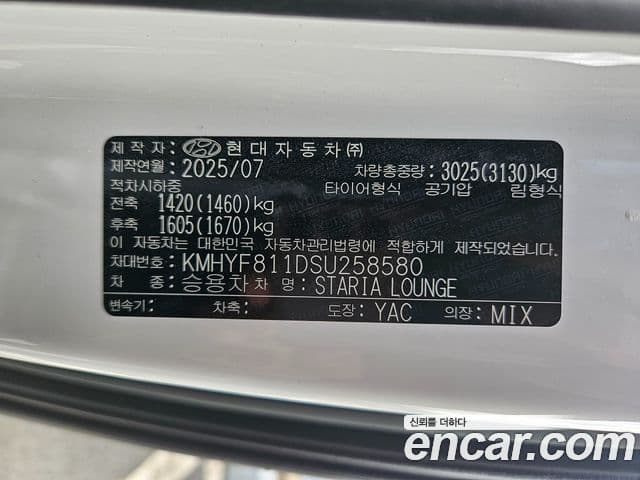 제 작 자: HYUNDAI 현대자동차㈜
제작연월: 2025/07 차량총중량: 3025(3130)kg
적차시하중 타이어형식 공기압 림형식
전축 1420(1460)kg
후축 1605(1670)kg
이 자동차는 대한민국 자동차관리법령에 적합하게 제작되었습니다.
차대번호: KMHYF811DSU258580
차 종: 승용차 차 명: STARIA LOUNGE
변속기: 차축: 도장: YAC 의장: MIX
신뢰를 더하다
encar.com